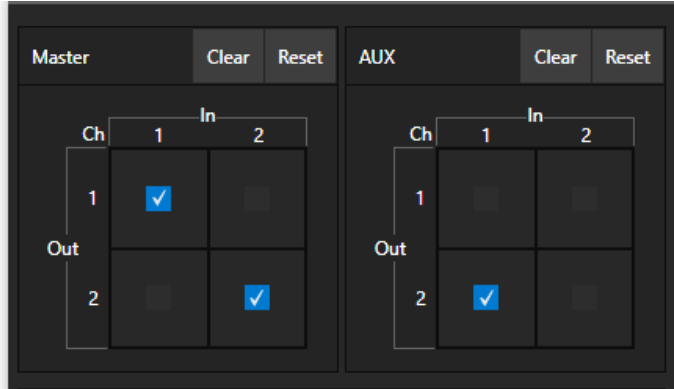 Master Clear Reset
In
Ch 1 2
1
Out
2
AUX Clear Reset
In
Ch 1 2
1
Out
2